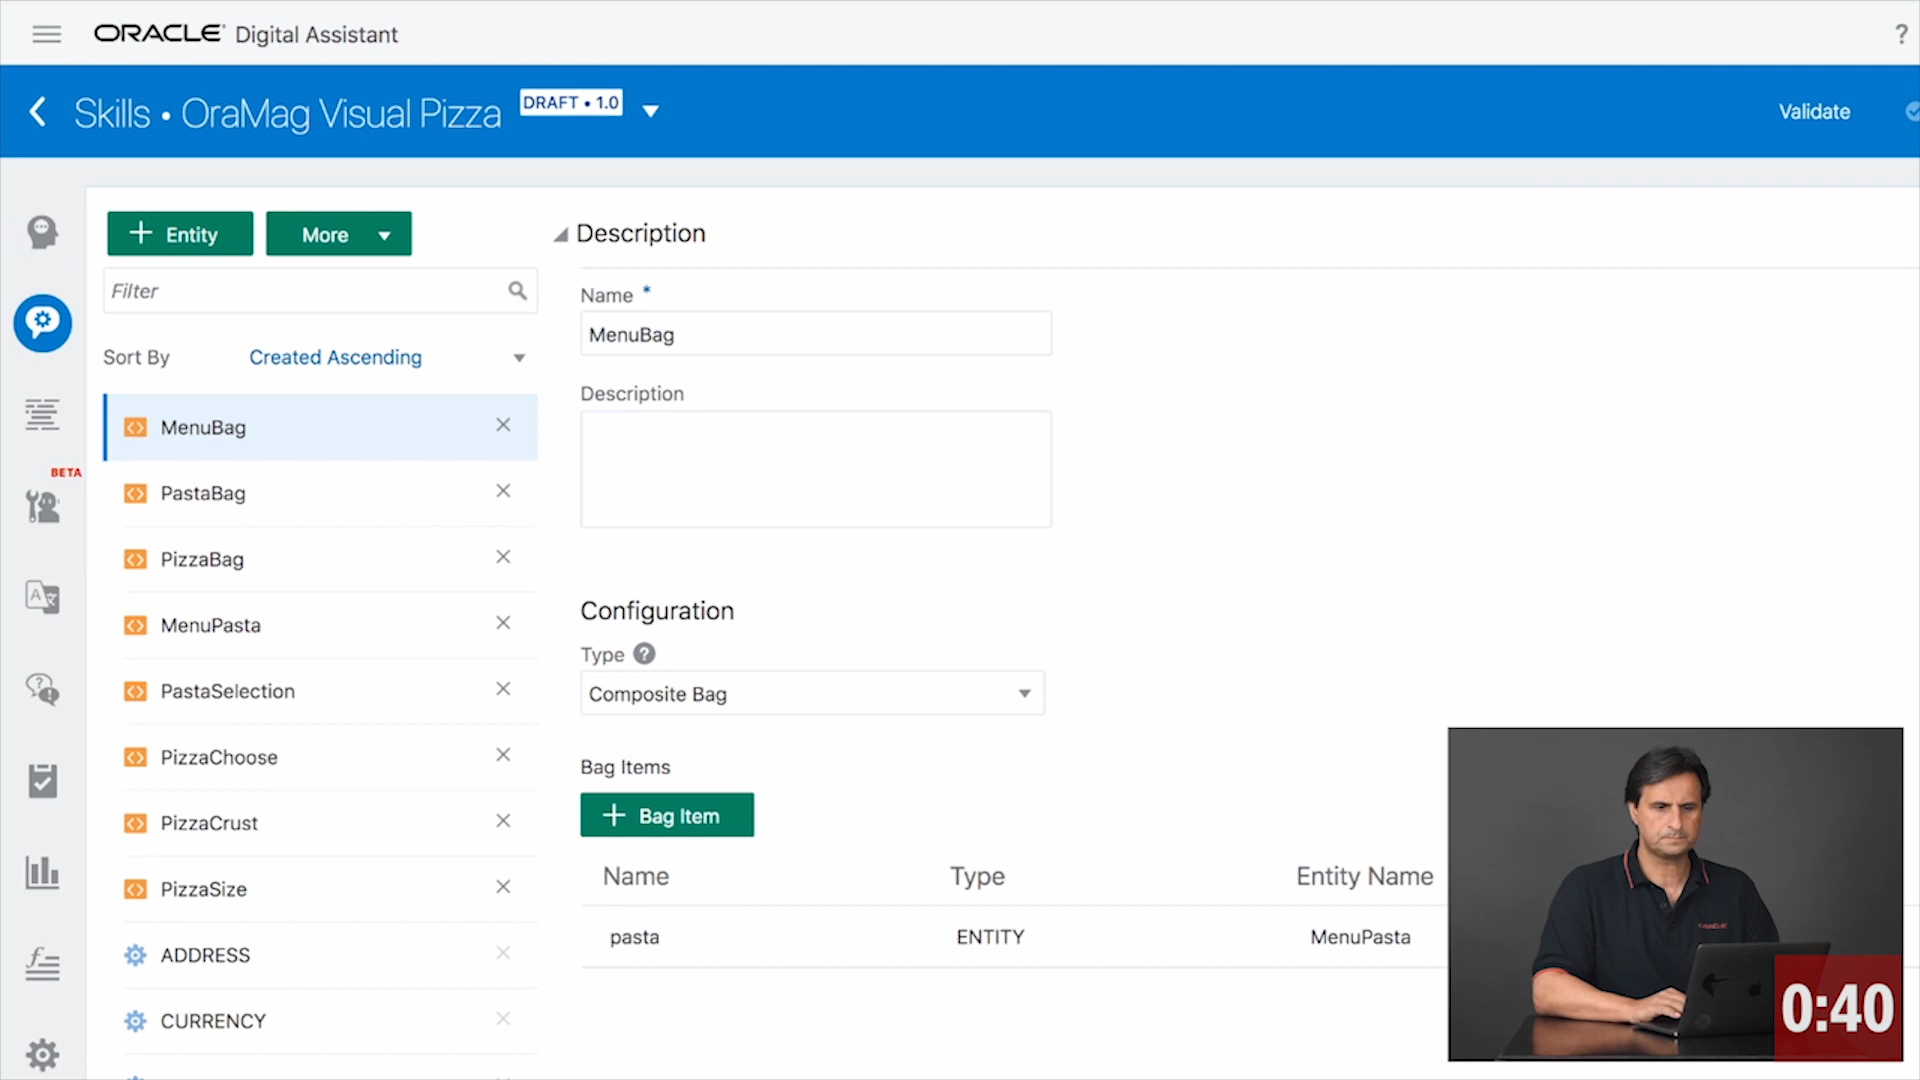 ORACLE Digital Assistant
?
Skills • OraMag Visual Pizza
DRAFT • 1.0
Validate
Entity
More
Filter
Sort By
Created Ascending
MenuBag
PastaBag
PizzaBag
MenuPasta
PastaSelection
PizzaChoose
PizzaCrust
PizzaSize
ADDRESS
CURRENCY
BETA
Description
Name *
MenuBag
Description
Configuration
Type ?
Composite Bag
Bag Items
Bag Item
Name Type Entity Name
pasta ENTITY MenuPasta
ORACLE
0:40